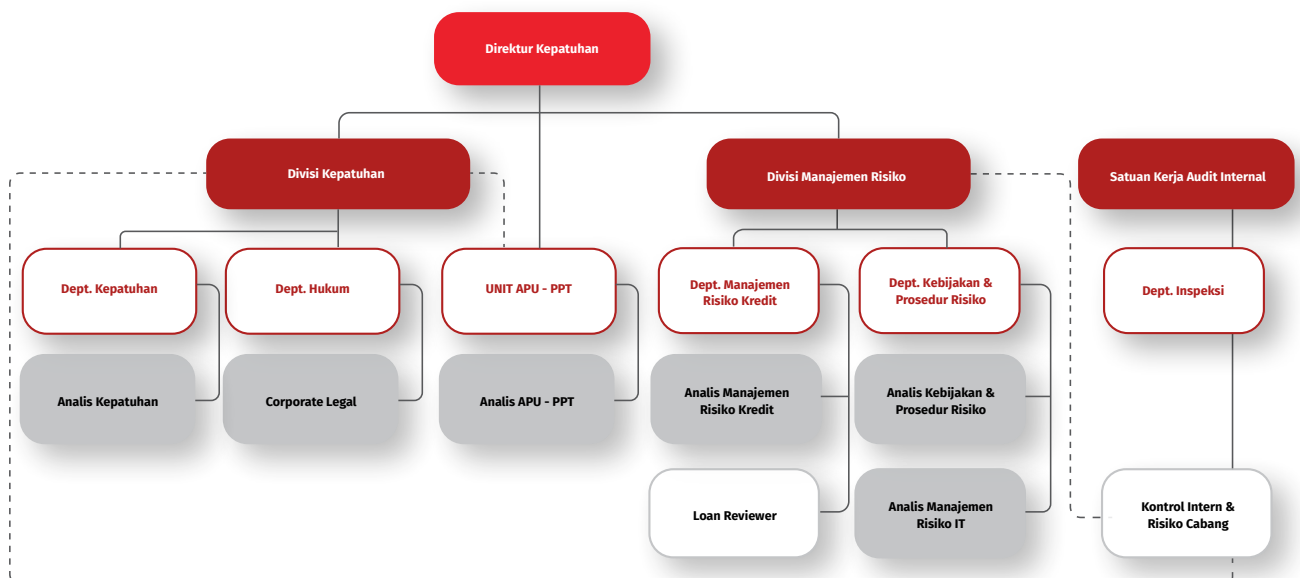 Direktur Kepatuhan
Divisi Kepatuhan
Divisi Manajemen Risiko
Satuan Kerja Audit Internal
Dept. Kepatuhan
Dept. Hukum
UNIT APU - PPT
Dept. Manajemen
Risiko Kredit
Dept. Kebijakan &
Prosedur Risiko
Dept. Inspeksi
Analis Kepatuhan
Corporate Legal
Analis APU - PPT
Analis Manajemen
Risiko Kredit
Analis Kebijakan &
Prosedur Risiko
Loan Reviewer
Analis Manajemen
Risiko IT
Kontrol Intern &
Risiko Cabang